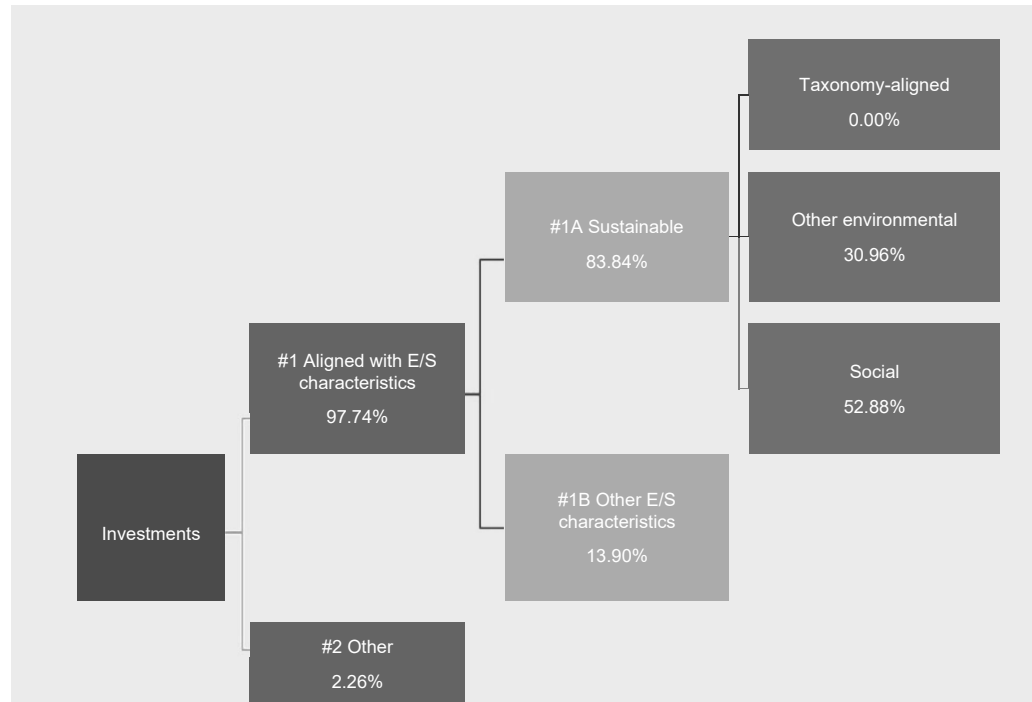 Taxonomy-aligned
0.00%
#1A Sustainable
83.84%
Other environmental
30.96%
#1 Aligned with E/S
characteristics
97.74%
Social
52.88%
Investments
#1B Other E/S
characteristics
13.90%
#2 Other
2.26%